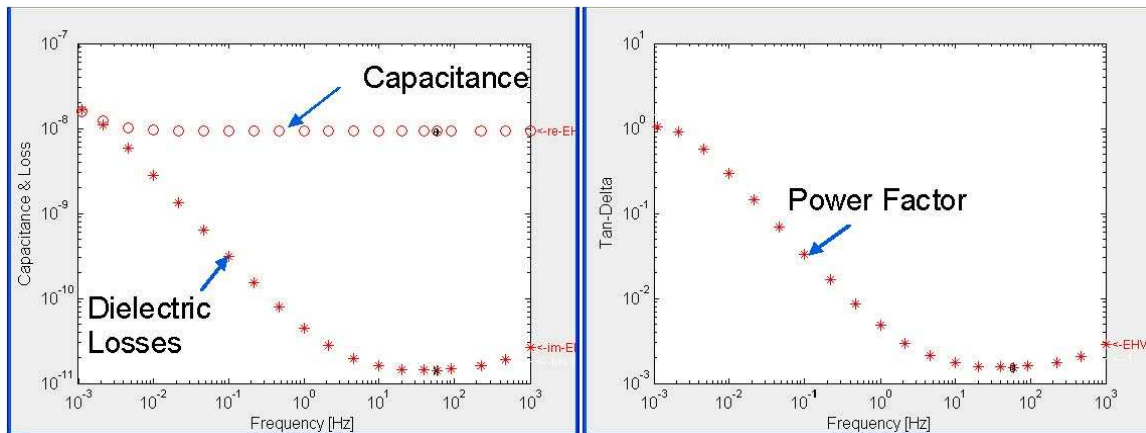 10^-7
10^-8
10^-9
10^-10
10^-11
Capacitance & Loss
Capacitance
Dielectric
Losses
<-re-EH
<-im-EH
10^-3 10^-2 10^-1 10^0 10^1 10^2 10^3
Frequency [Hz]
10^1
10^0
10^-1
10^-2
10^-3
Tan-Delta
Power Factor
<-EHV
10^-3 10^-2 10^-1 10^0 10^1 10^2 10^3
Frequency [Hz]